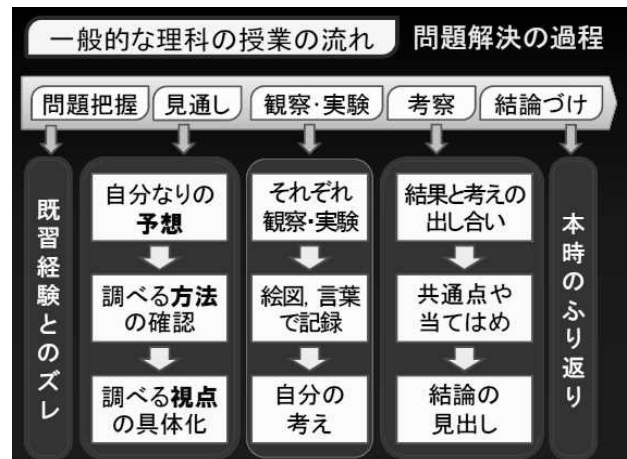 一般的な理科の授業の流れ
問題解決の過程
問題把握
見通し
観察・実験
考察
結論づけ
既習経験とのズレ
自分なりの
予想
調べる方法
の確認
調べる視点
の具体化
それぞれ
観察・実験
絵図，言葉
で記録
自分の
考え
結果と考えの
出し合い
共通点や
当てはめ
結論の
見出し
本時のふり返り